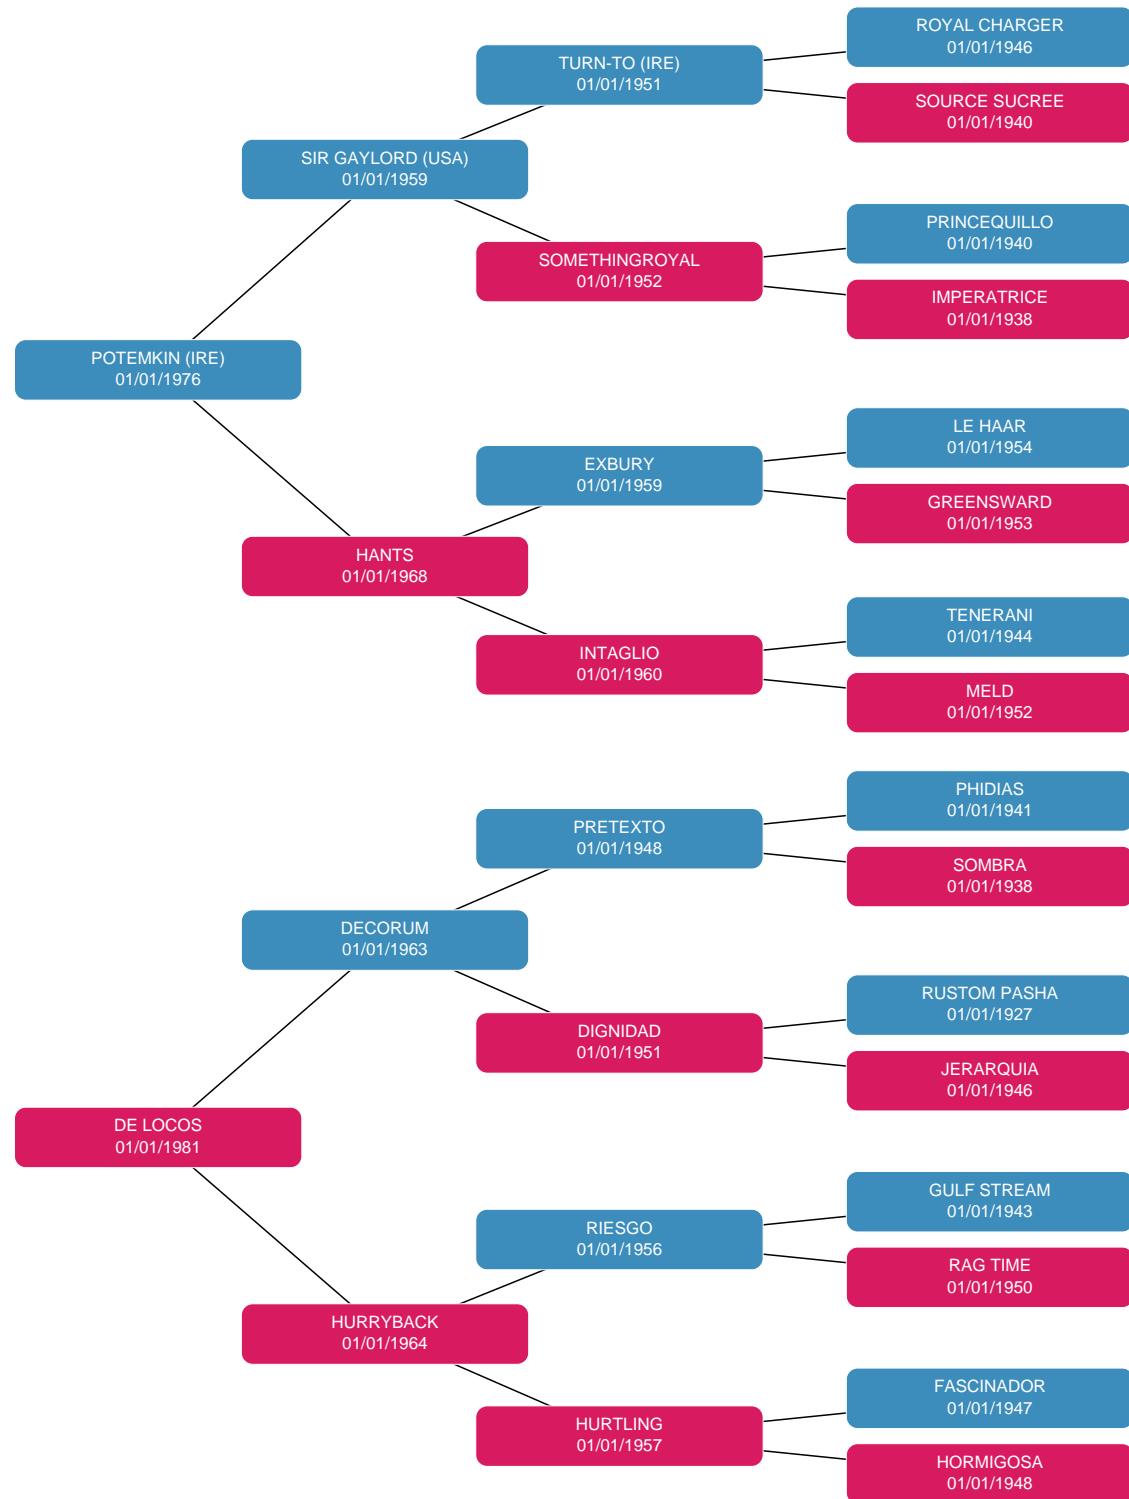 ROYAL CHARGER
01/01/1946
TURN-TO (IRE)
01/01/1951
SOURCE SUCREE
01/01/1940
SIR GAYLORD (USA)
01/01/1959
PRINCEQUILLO
01/01/1940
SOMETHINGROYAL
01/01/1952
IMPERATRICE
01/01/1938
POTEMKIN (IRE)
01/01/1976
LE HAAR
01/01/1954
EXBURY
01/01/1959
GREENSWARD
01/01/1953
HANTS
01/01/1968
TENERANI
01/01/1944
INTAGLIO
01/01/1960
MELD
01/01/1952
PHIDIAS
01/01/1941
PRETEXTO
01/01/1948
SOMBRA
01/01/1938
DECORUM
01/01/1963
RUSTOM PASHA
01/01/1927
DIGNIDAD
01/01/1951
JERARQUIA
01/01/1946
DE LOCOS
01/01/1981
GULF STREAM
01/01/1943
RIESGO
01/01/1956
RAG TIME
01/01/1950
HURRYBACK
01/01/1964
FASCINADOR
01/01/1947
HURTLING
01/01/1957
HORMIGOSA
01/01/1948